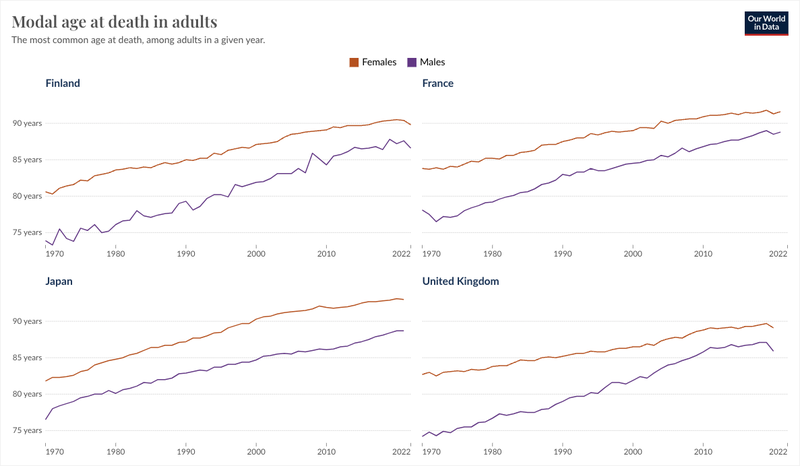 Modal age at death in adults
The most common age at death, among adults in a given year.
Our World
in Data
Females Males
Finland
90 years
85 years
80 years
75 years
1970 1980 1990 2000 2010 2022
France
1970 1980 1990 2000 2010 2022
Japan
90 years
85 years
80 years
75 years
1970 1980 1990 2000 2010 2022
United Kingdom
1970 1980 1990 2000 2010 2022